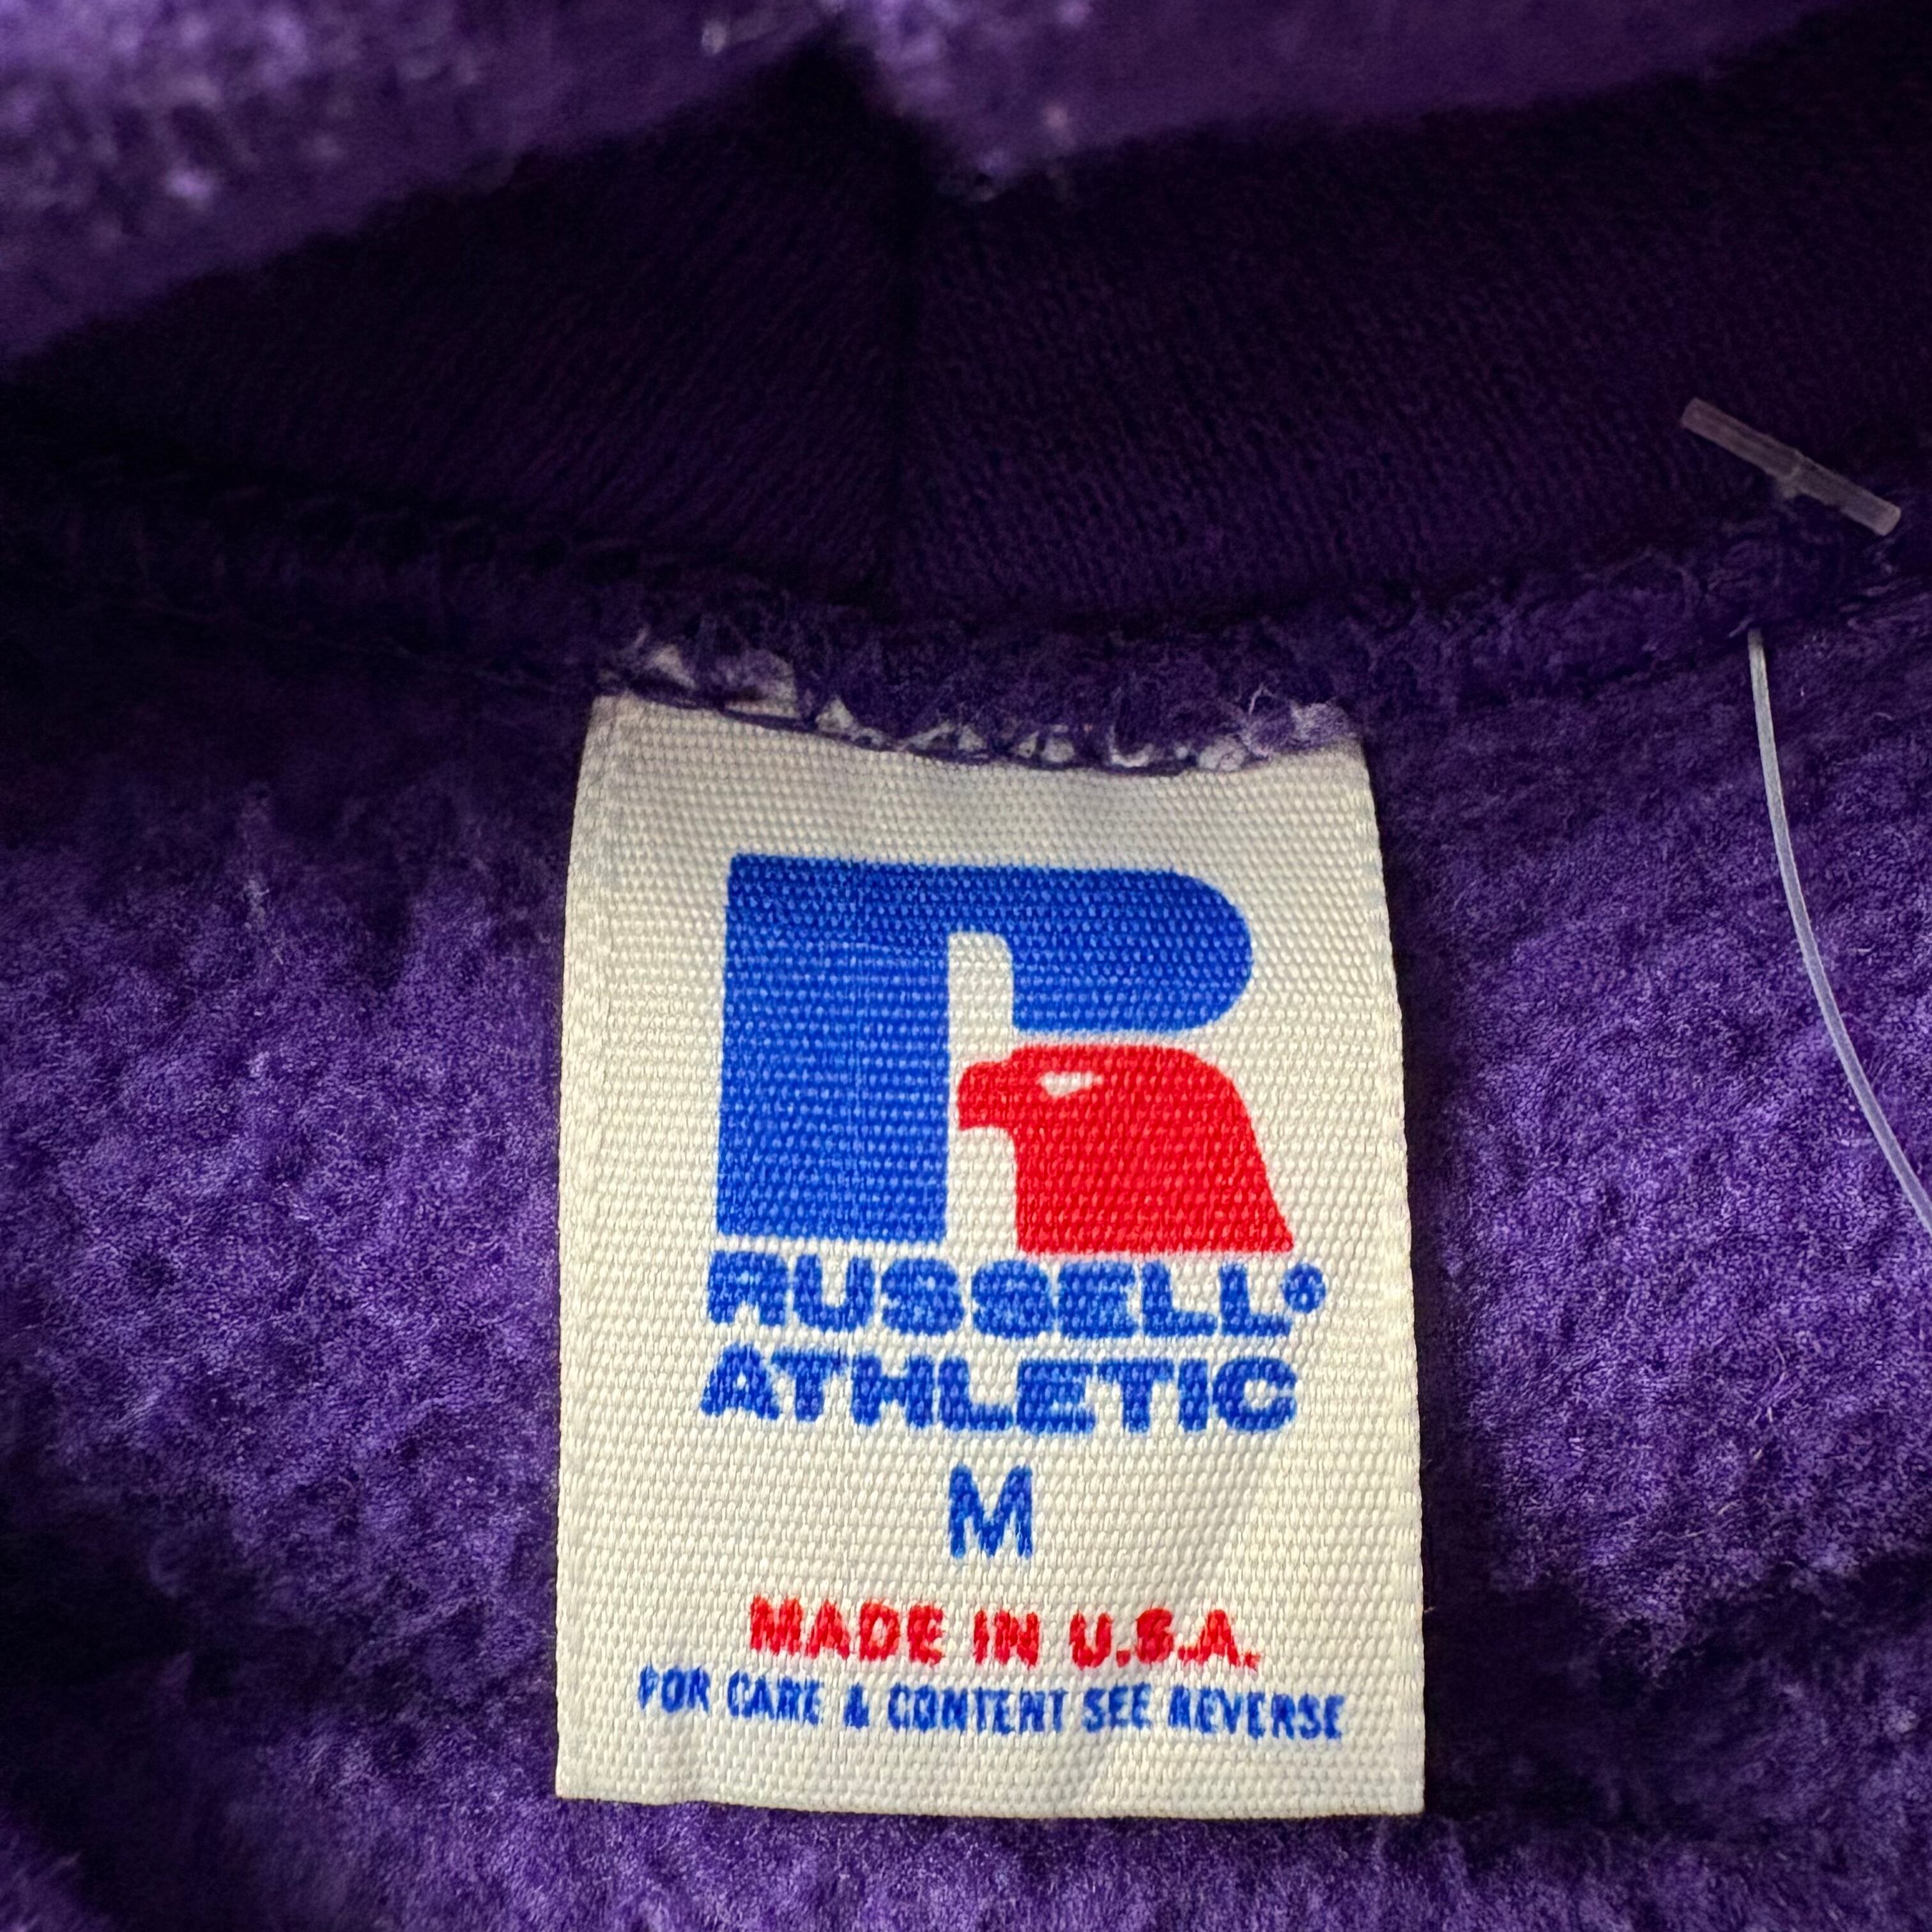 RUSSELL®
ATHLETIC
M
MADE IN U.S.A.
FOR CARE & CONTENT SEE REVERSE